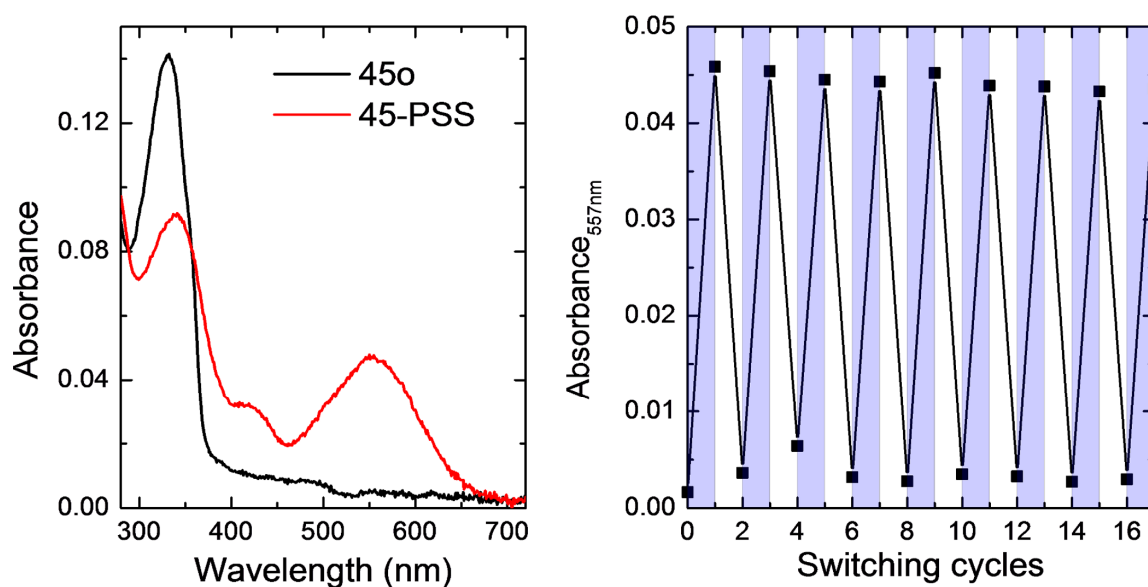 45o
45-PSS
Absorbance
0.12
0.08
0.04
0.00
300 400 500 600 700
Wavelength (nm)
Absorbance557nm
0.05
0.04
0.03
0.02
0.01
0.00
0 2 4 6 8 10 12 14 16
Switching cycles